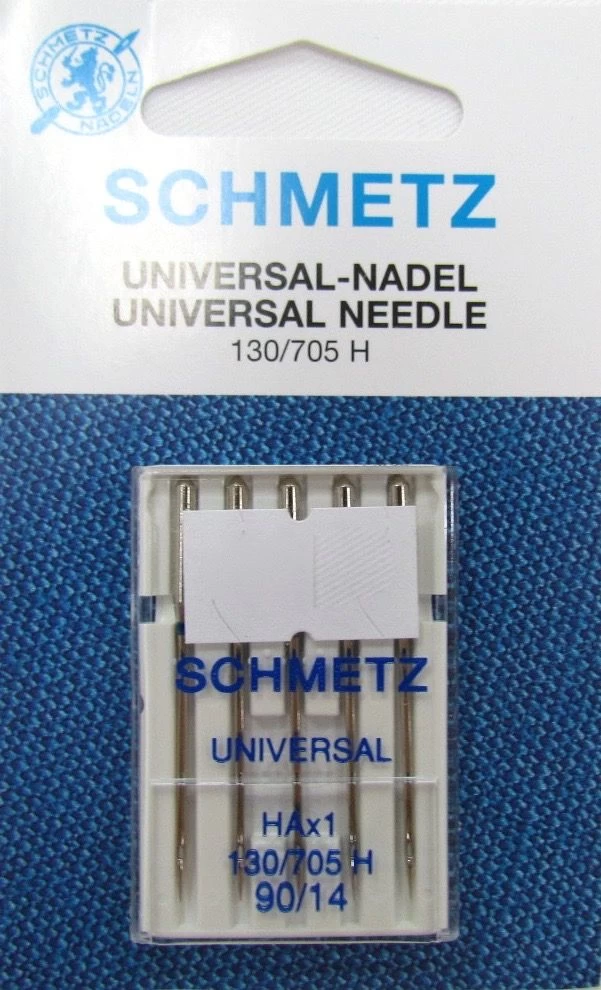 SCHMETZ
NADELN
SCHMETZ
UNIVERSAL-NADEL
UNIVERSAL NEEDLE
130/705 H
SCHMETZ
UNIVERSAL
HAx1
130/705 H
90/14